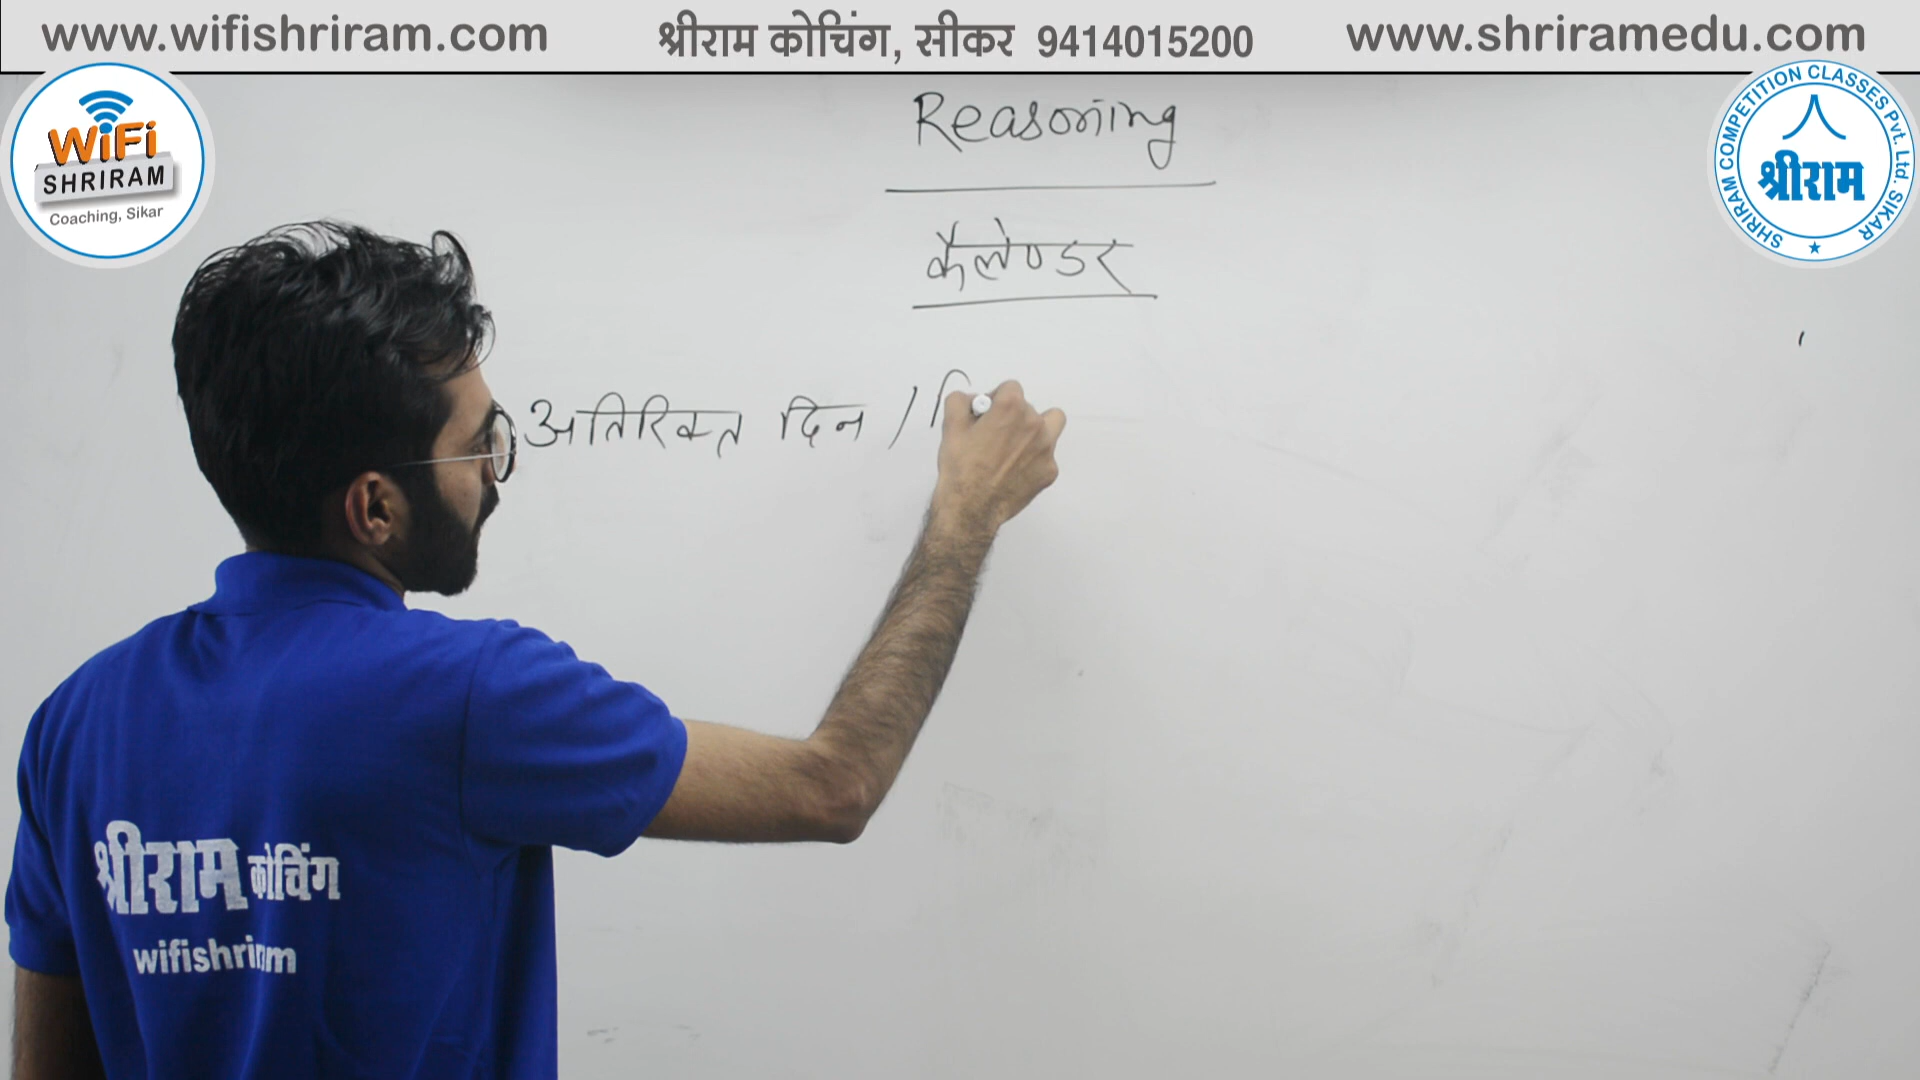 www.wifishriram.com
श्रीराम कोचिंग, सीकर 9414015200
www.shriramedu.com
WiFi
SHRIRAM
Coaching, Sikar
SHRIRAM COMPETITION CLASSES Pvt. Ltd. SIKAR
श्रीराम
Reasoning
कैलेण्डर
अतिरिक्त दिन /
श्रीराम कोचिंग
wifishriram